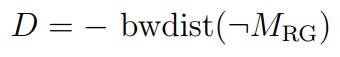 D = − bwdist(¬M_RG)